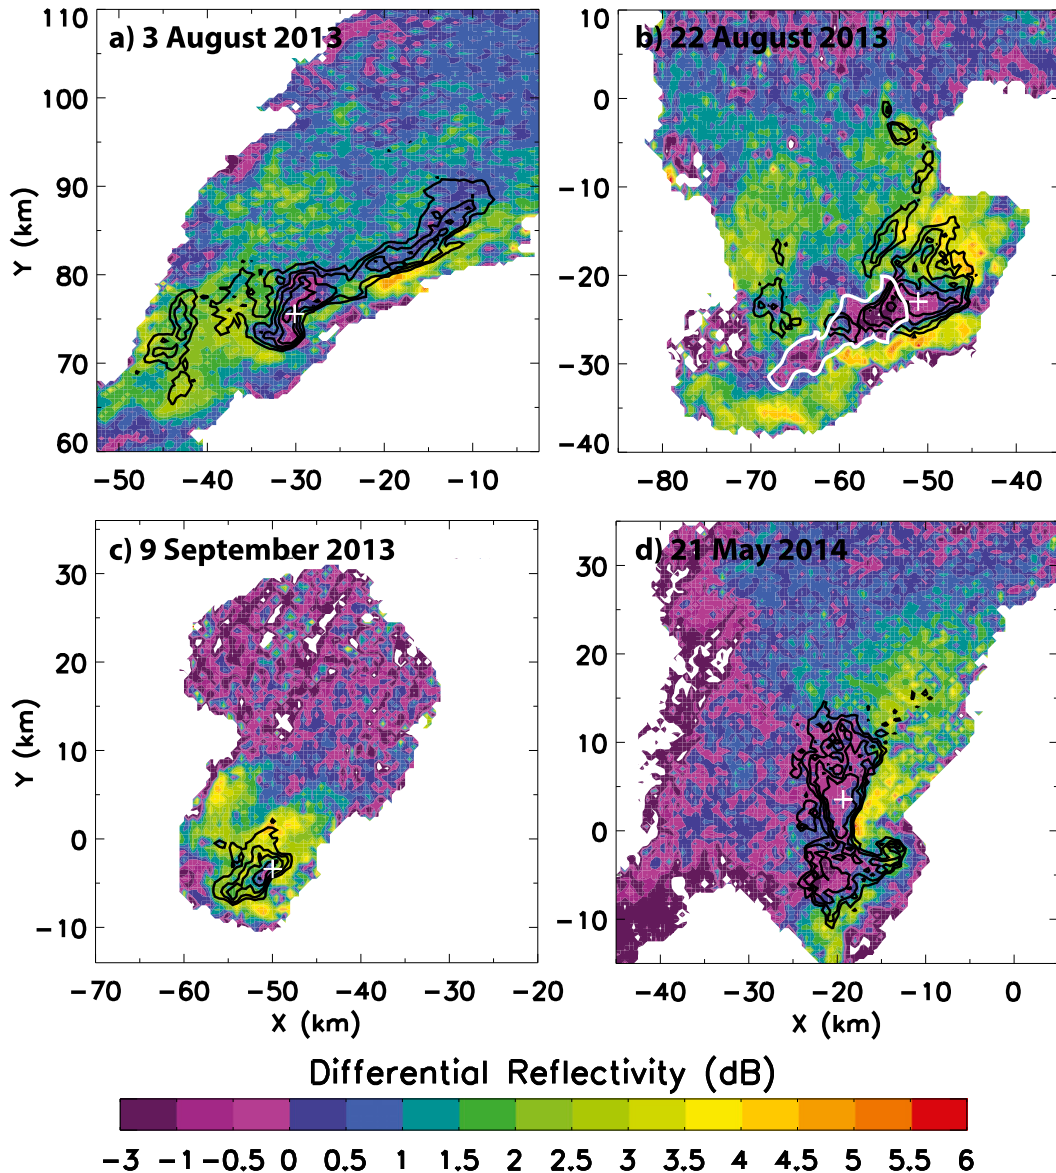 a) 3 August 2013
b) 22 August 2013
110
100
90
80
70
60
Y (km)
10
0
−10
−20
−30
−40
−50 −40 −30 −20 −10
−80 −70 −60 −50 −40
c) 9 September 2013
d) 21 May 2014
30
20
10
0
−10
Y (km)
30
20
10
0
−10
−70 −60 −50 −40 −30 −20
−40 −30 −20 −10 0
X (km)
X (km)
Differential Reflectivity (dB)
−3 −1 −0.5 0 0.5 1 1.5 2 2.5 3 3.5 4 4.5 5 5.5 6